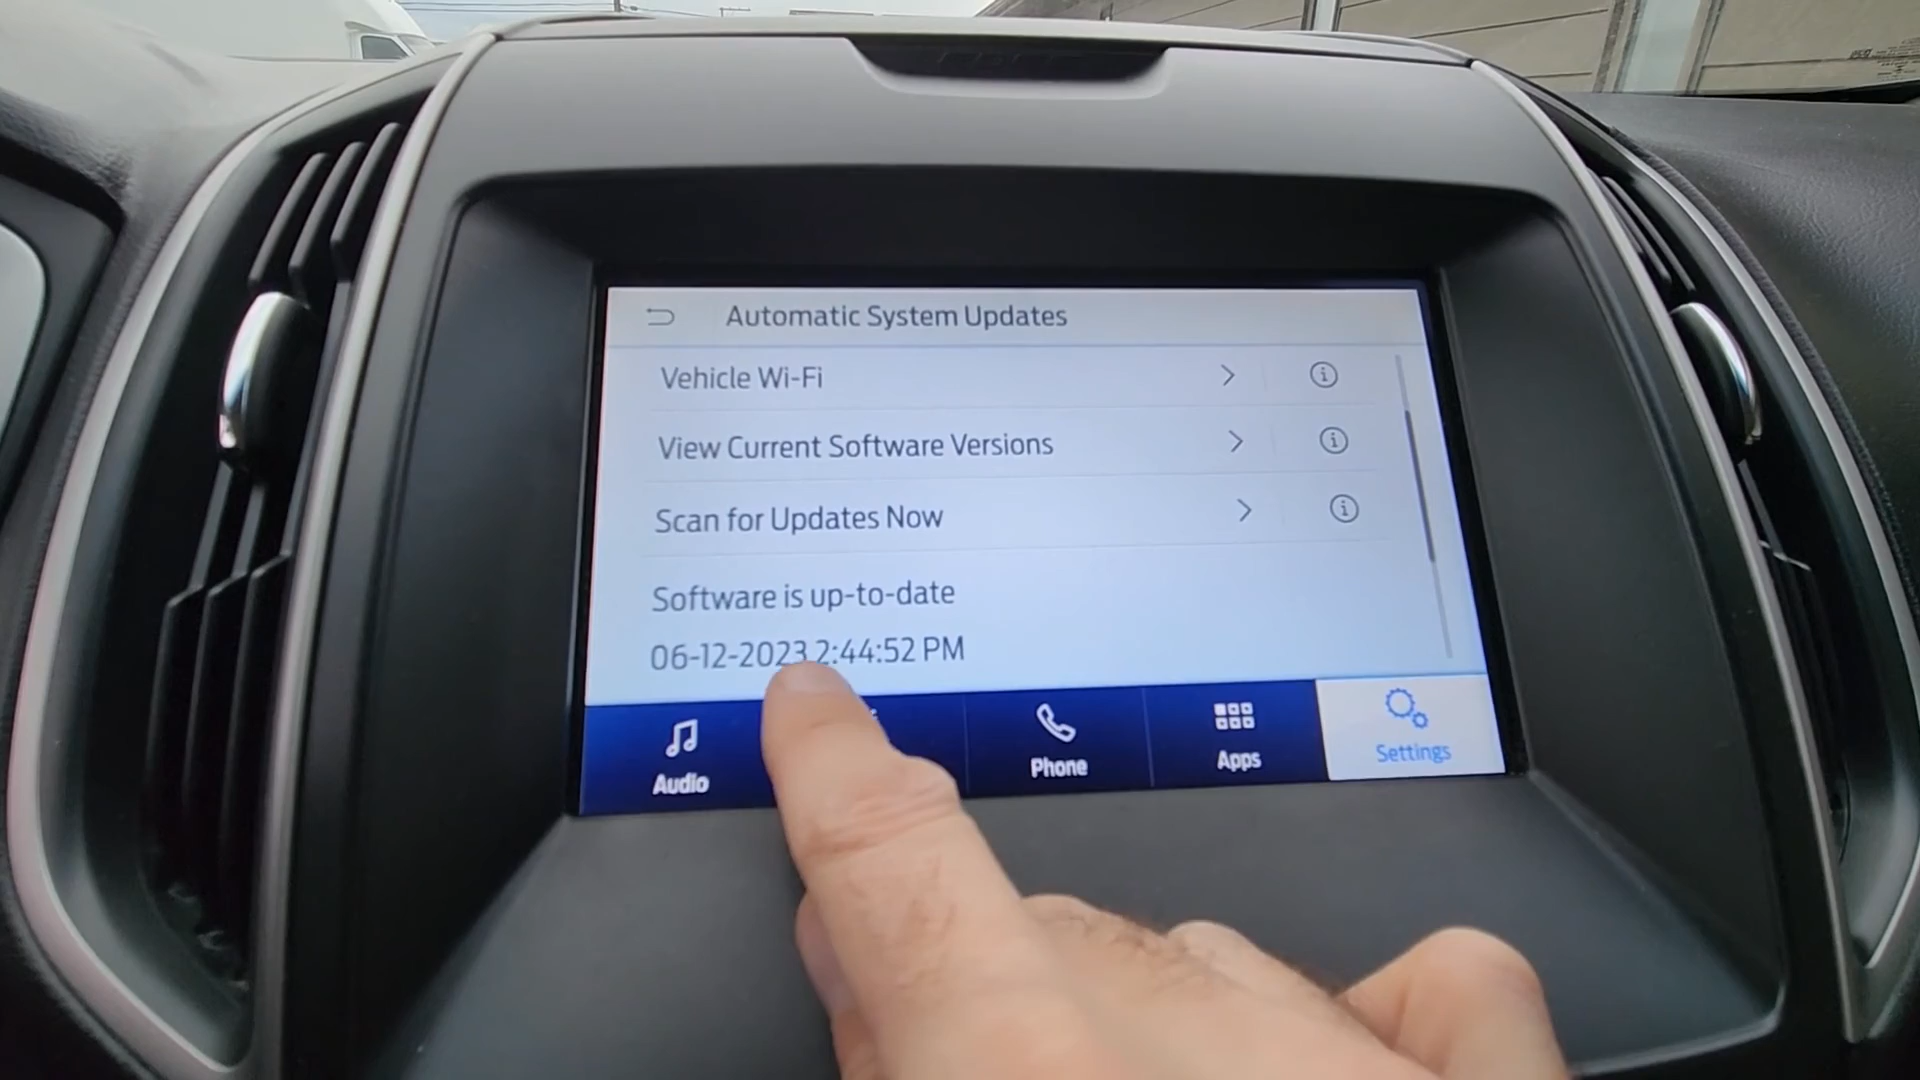 Automatic System Updates
Vehicle Wi-Fi
View Current Software Versions
Scan for Updates Now
Software is up-to-date
06-12-2023 2:44:52 PM
Audio
Phone
Apps
Settings